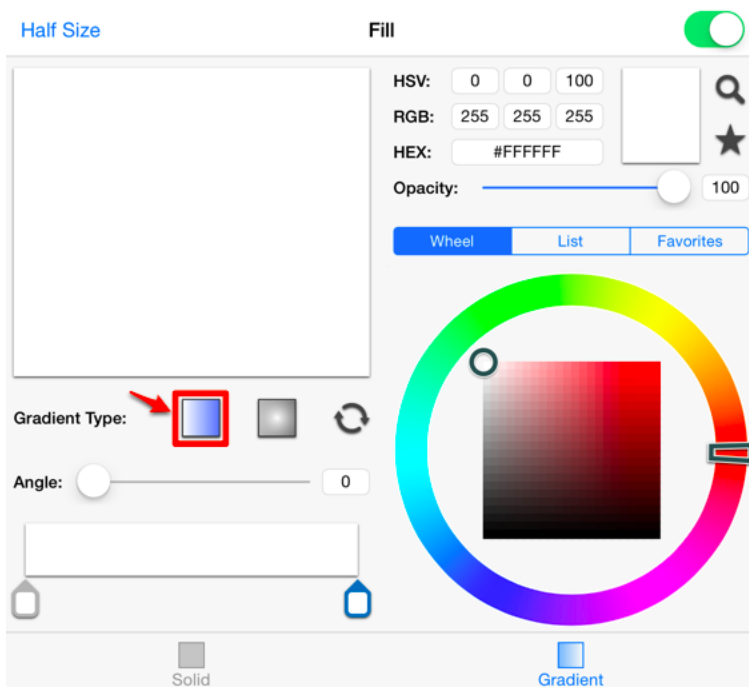 Half Size
Fill
HSV: 0 0 100
RGB: 255 255 255
HEX: #FFFFFF
Opacity: 100
Wheel List Favorites
Gradient Type:
Angle: 0
Solid
Gradient